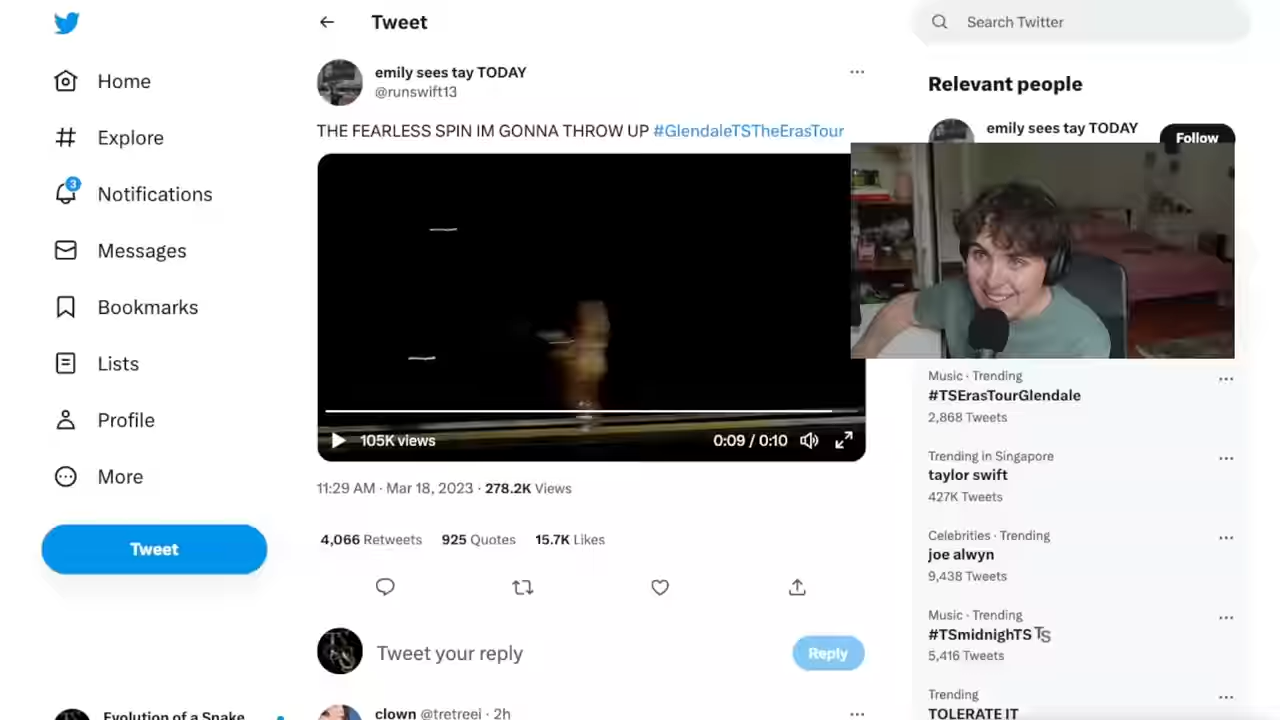 Tweet
Search Twitter
Home
Explore
3
Notifications
Messages
Bookmarks
Lists
Profile
More
Tweet
emily sees tay TODAY
@runswift13
THE FEARLESS SPIN IM GONNA THROW UP #GlendaleTSTheErasTour
105K views
0:09 / 0:10
11:29 AM · Mar 18, 2023 · 278.2K Views
4,066 Retweets 925 Quotes 15.7K Likes
Tweet your reply
Reply
clown @tretreei · 2h
Evolution of a Snake
Relevant people
emily sees tay TODAY
Follow
Music · Trending
#TSErasTourGlendale
2,868 Tweets
Trending in Singapore
taylor swift
427K Tweets
Celebrities · Trending
joe alwyn
9,438 Tweets
Music · Trending
#TSmidnighTS TS
5,416 Tweets
Trending
TOLERATE IT